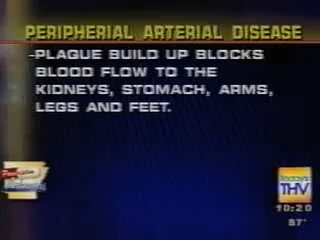 PERIPHERIAL ARTERIAL DISEASE
-PLAQUE BUILD UP BLOCKS
BLOOD FLOW TO THE
KIDNEYS, STOMACH, ARMS,
LEGS AND FEET.
TODAY'S
THV
10:20
87°